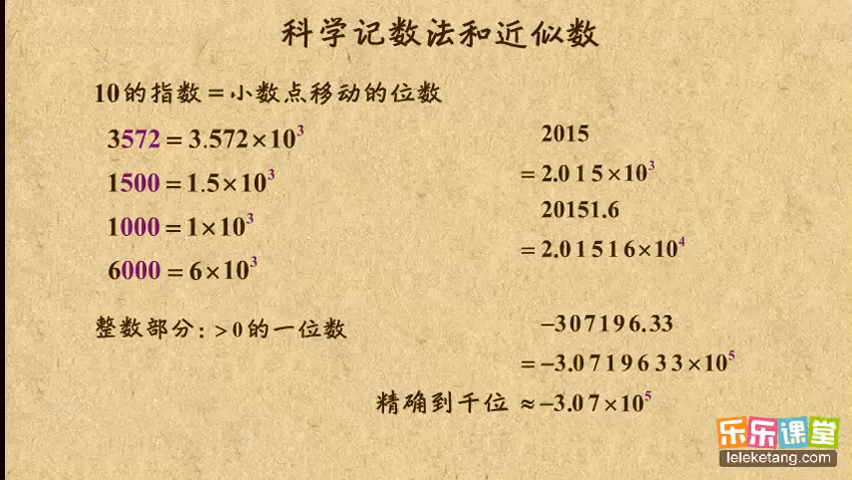 科学记数法和近似数
10的指数=小数点移动的位数
3572=3.572×10³
1500=1.5×10³
1000=1×10³
6000=6×10³
整数部分:>0的一位数
2015
=2.015×10³
20151.6
=2.01516×10⁴
-307196.33
=-3.0719633×10⁵
精确到千位 ≈-3.07×10⁵
乐乐课堂
leleketang.com